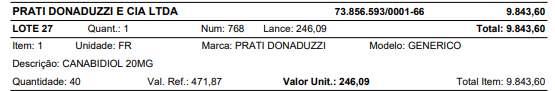 PRATI DONADUZZI E CIA LTDA 73.856.593/0001-66 9.843,60
LOTE 27 Quant.: 1 Num: 768 Lance: 246,09 Total: 9.843,60
Item: 1 Unidade: FR Marca: PRATI DONADUZZI Modelo: GENERICO
Descrição: CANABIDIOL 20MG
Quantidade: 40 Val. Ref.: 471,87 Valor Unit.: 246,09 Total Item: 9.843,60